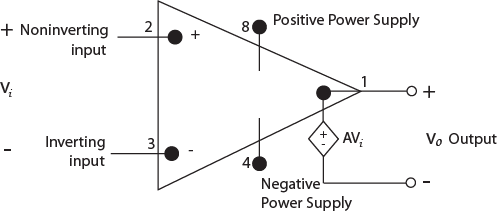 8 Positive Power Supply
+ Noninverting
input
2
+
V𝑖
1
+
+
-
AV𝑖
V𝑜 Output
- Inverting
input
3
-
4
Negative
Power Supply
-